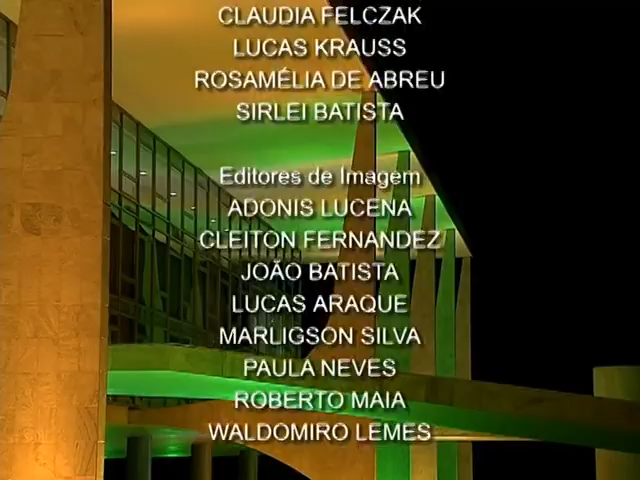 CLAUDIA FELCZAK
LUCAS KRAUSS
ROSAMÉLIA DE ABREU
SIRLEI BATISTA
Editores de Imagem
ADONIS LUCENA
CLEITON FERNANDEZ
JOÃO BATISTA
LUCAS ARAQUE
MARLIGSON SILVA
PAULA NEVES
ROBERTO MAIA
WALDOMIRO LEMES